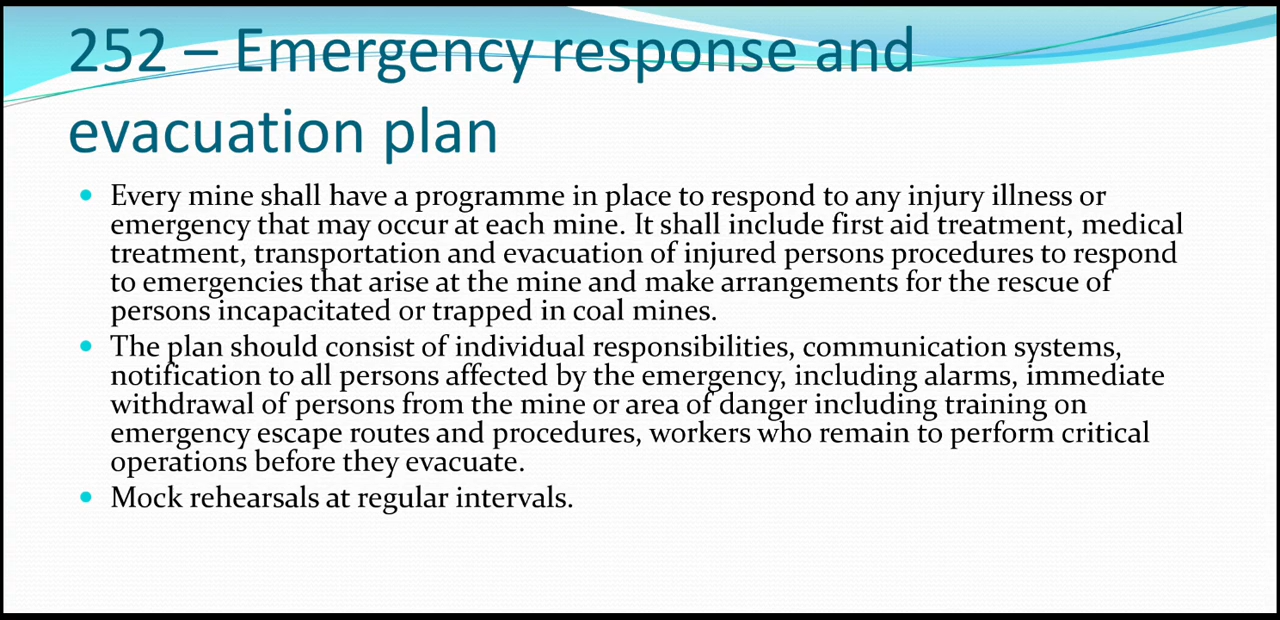 252 – Emergency response and
evacuation plan
• Every mine shall have a programme in place to respond to any injury illness or
emergency that may occur at each mine. It shall include first aid treatment, medical
treatment, transportation and evacuation of injured persons procedures to respond
to emergencies that arise at the mine and make arrangements for the rescue of
persons incapacitated or trapped in coal mines.
• The plan should consist of individual responsibilities, communication systems,
notification to all persons affected by the emergency, including alarms, immediate
withdrawal of persons from the mine or area of danger including training on
emergency escape routes and procedures, workers who remain to perform critical
operations before they evacuate.
• Mock rehearsals at regular intervals.